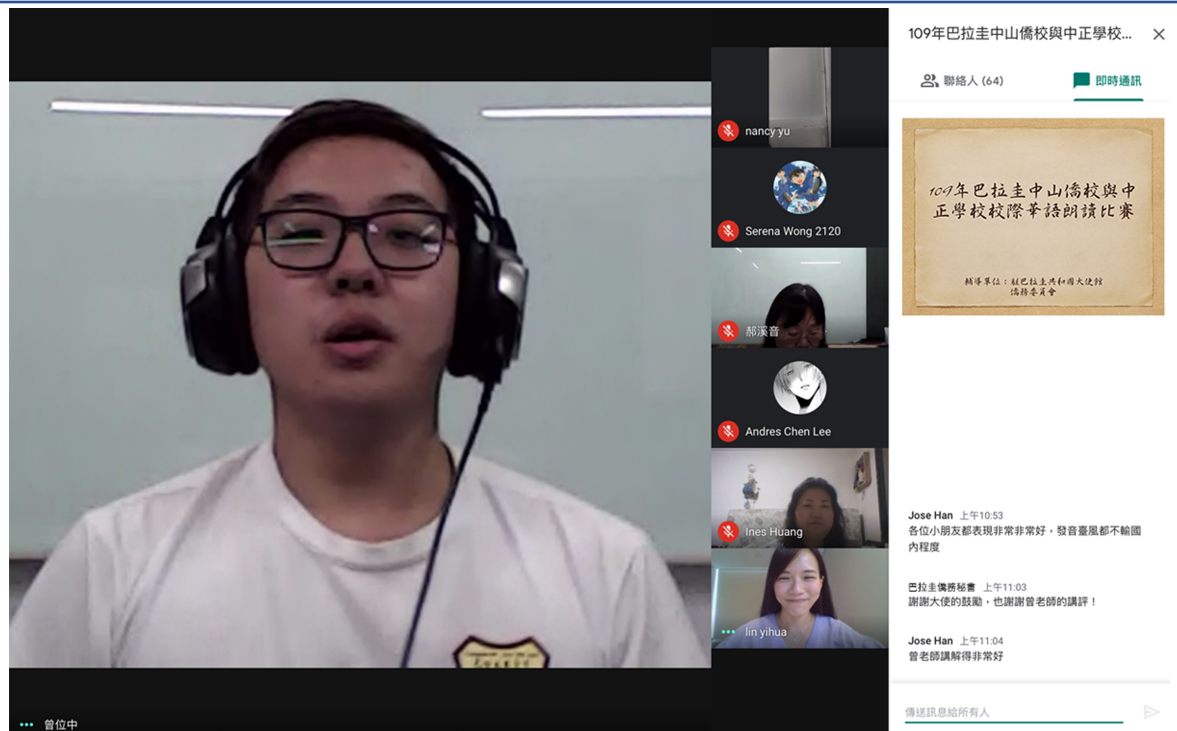 109年巴拉圭中山僑校與中正學校...
聯絡人 (64)
即時通訊
109年巴拉圭中山僑校與中
正學校校際華語朗讀比賽
輔導單位：駐巴拉圭共和國大使館
僑務委員會
nancy yu
Serena Wong 2120
郝溪音
Andres Chen Lee
Ines Huang
lin yihua
曾位中
Jose Han 上午10:53
各位小朋友都表現非常非常好，發音臺風都不輸國
內程度
巴拉圭僑務秘書 上午11:03
謝謝大使的鼓勵，也謝謝曾老師的講評！
Jose Han 上午11:04
曾老師講解得非常好
傳送訊息給所有人